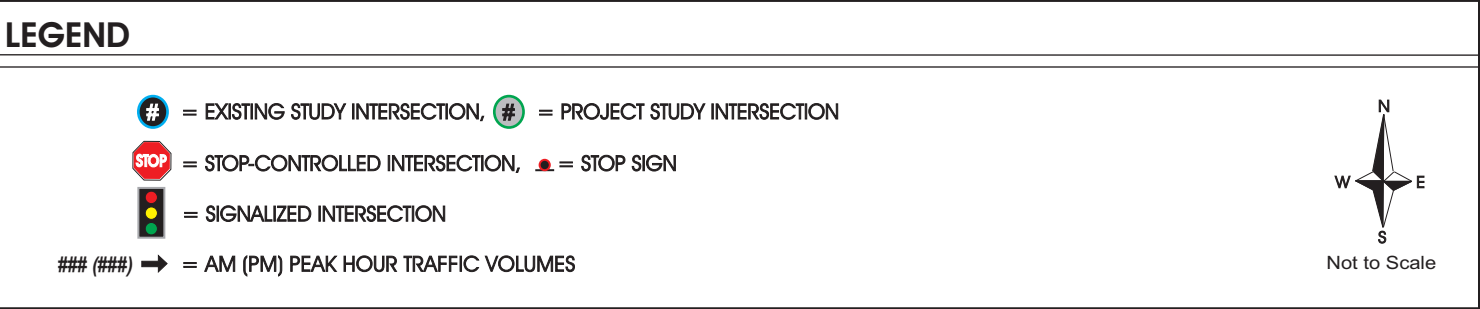 LEGEND
# = EXISTING STUDY INTERSECTION, # = PROJECT STUDY INTERSECTION
STOP = STOP-CONTROLLED INTERSECTION, = STOP SIGN
= SIGNALIZED INTERSECTION
### (###) → = AM (PM) PEAK HOUR TRAFFIC VOLUMES
N
W E
S
Not to Scale